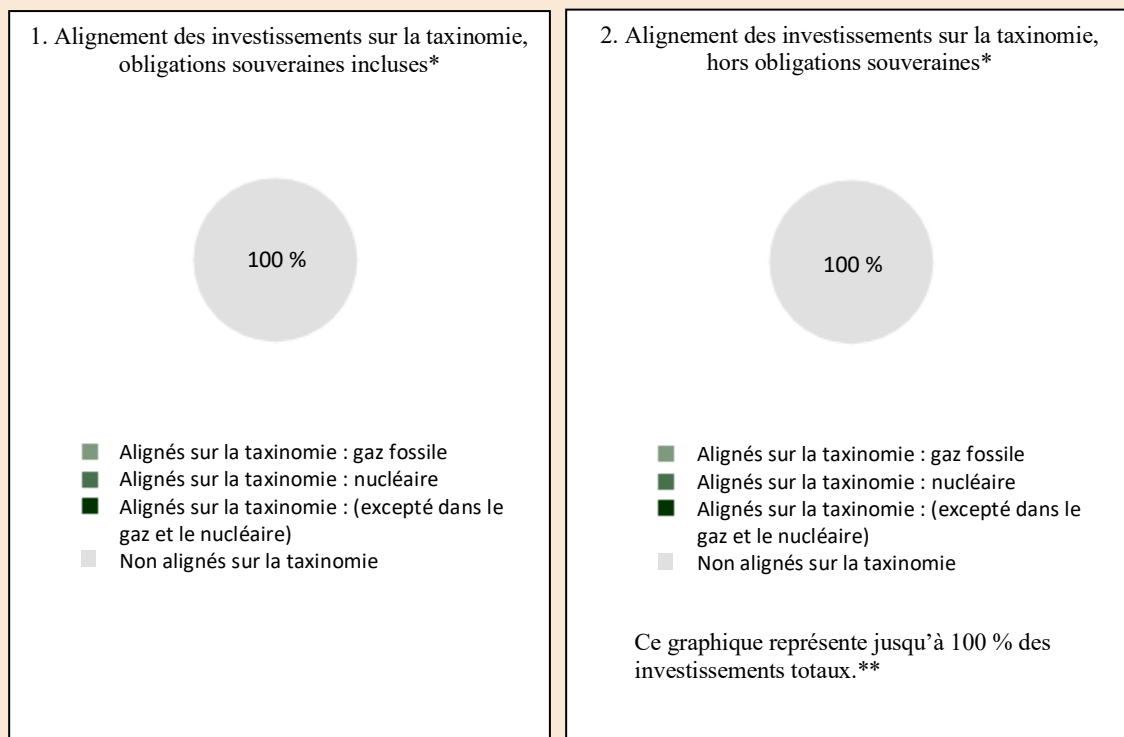 1. Alignement des investissements sur la taxinomie,
obligations souveraines incluses*
100 %
Alignés sur la taxinomie : gaz fossile
Alignés sur la taxinomie : nucléaire
Alignés sur la taxinomie : (excepté dans le
gaz et le nucléaire)
Non alignés sur la taxinomie
2. Alignement des investissements sur la taxinomie,
hors obligations souveraines*
100 %
Alignés sur la taxinomie : gaz fossile
Alignés sur la taxinomie : nucléaire
Alignés sur la taxinomie : (excepté dans le
gaz et le nucléaire)
Non alignés sur la taxinomie
Ce graphique représente jusqu’à 100 % des
investissements totaux.**